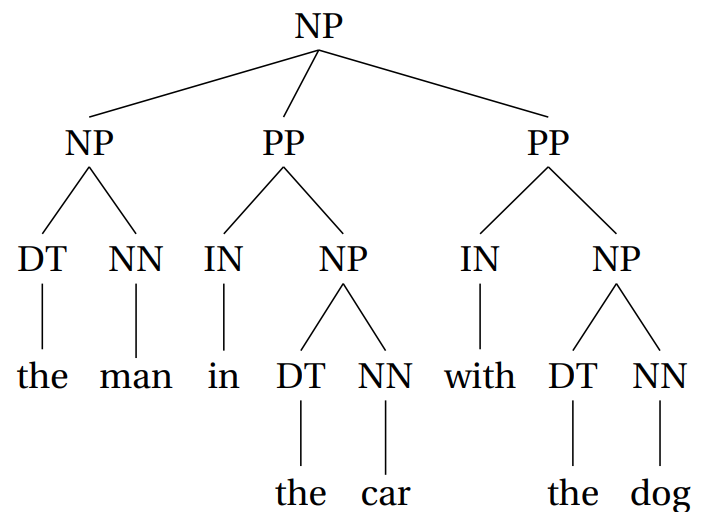 NP
NP PP PP
DT NN IN NP IN NP
the man in DT NN with DT NN
the car the dog